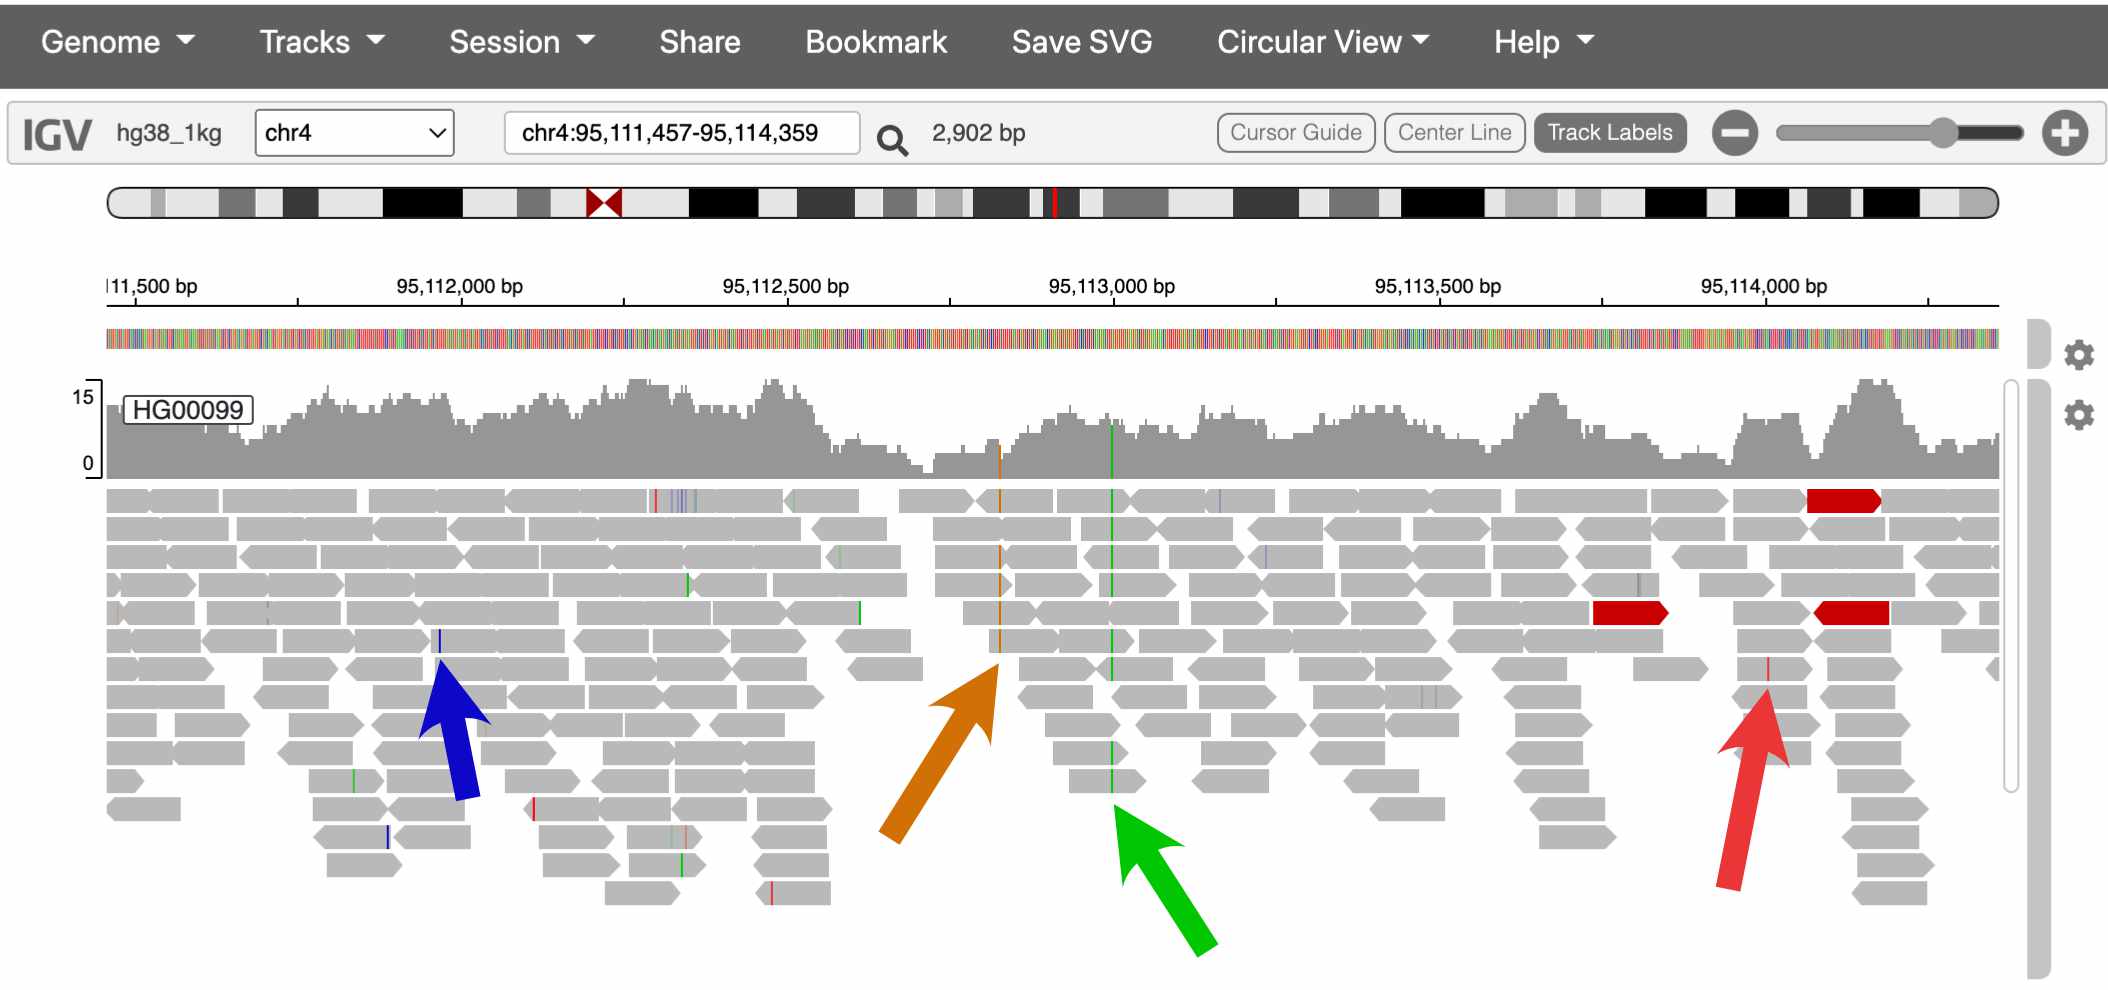 Genome Tracks Session Share Bookmark Save SVG Circular View Help
IGV hg38_1kg chr4 chr4:95,111,457-95,114,359 2,902 bp Cursor Guide Center Line Track Labels
11,500 bp 95,112,000 bp 95,112,500 bp 95,113,000 bp 95,113,500 bp 95,114,000 bp
15
HG00099
0